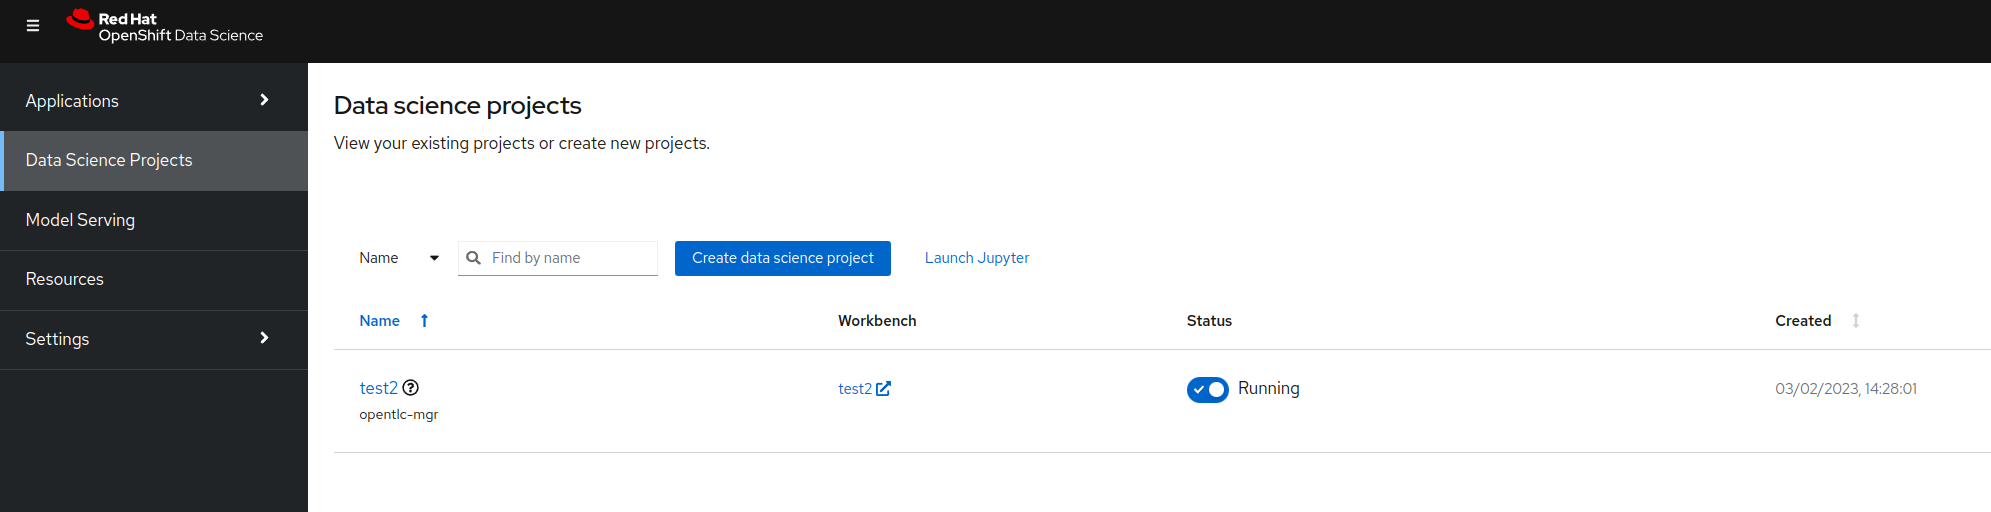 Red Hat
OpenShift Data Science
Applications
Data Science Projects
Model Serving
Resources
Settings
Data science projects
View your existing projects or create new projects.
Name Find by name Create data science project Launch Jupyter
Name Workbench Status Created
test2 test2 Running 03/02/2023, 14:28:01
opentlc-mgr